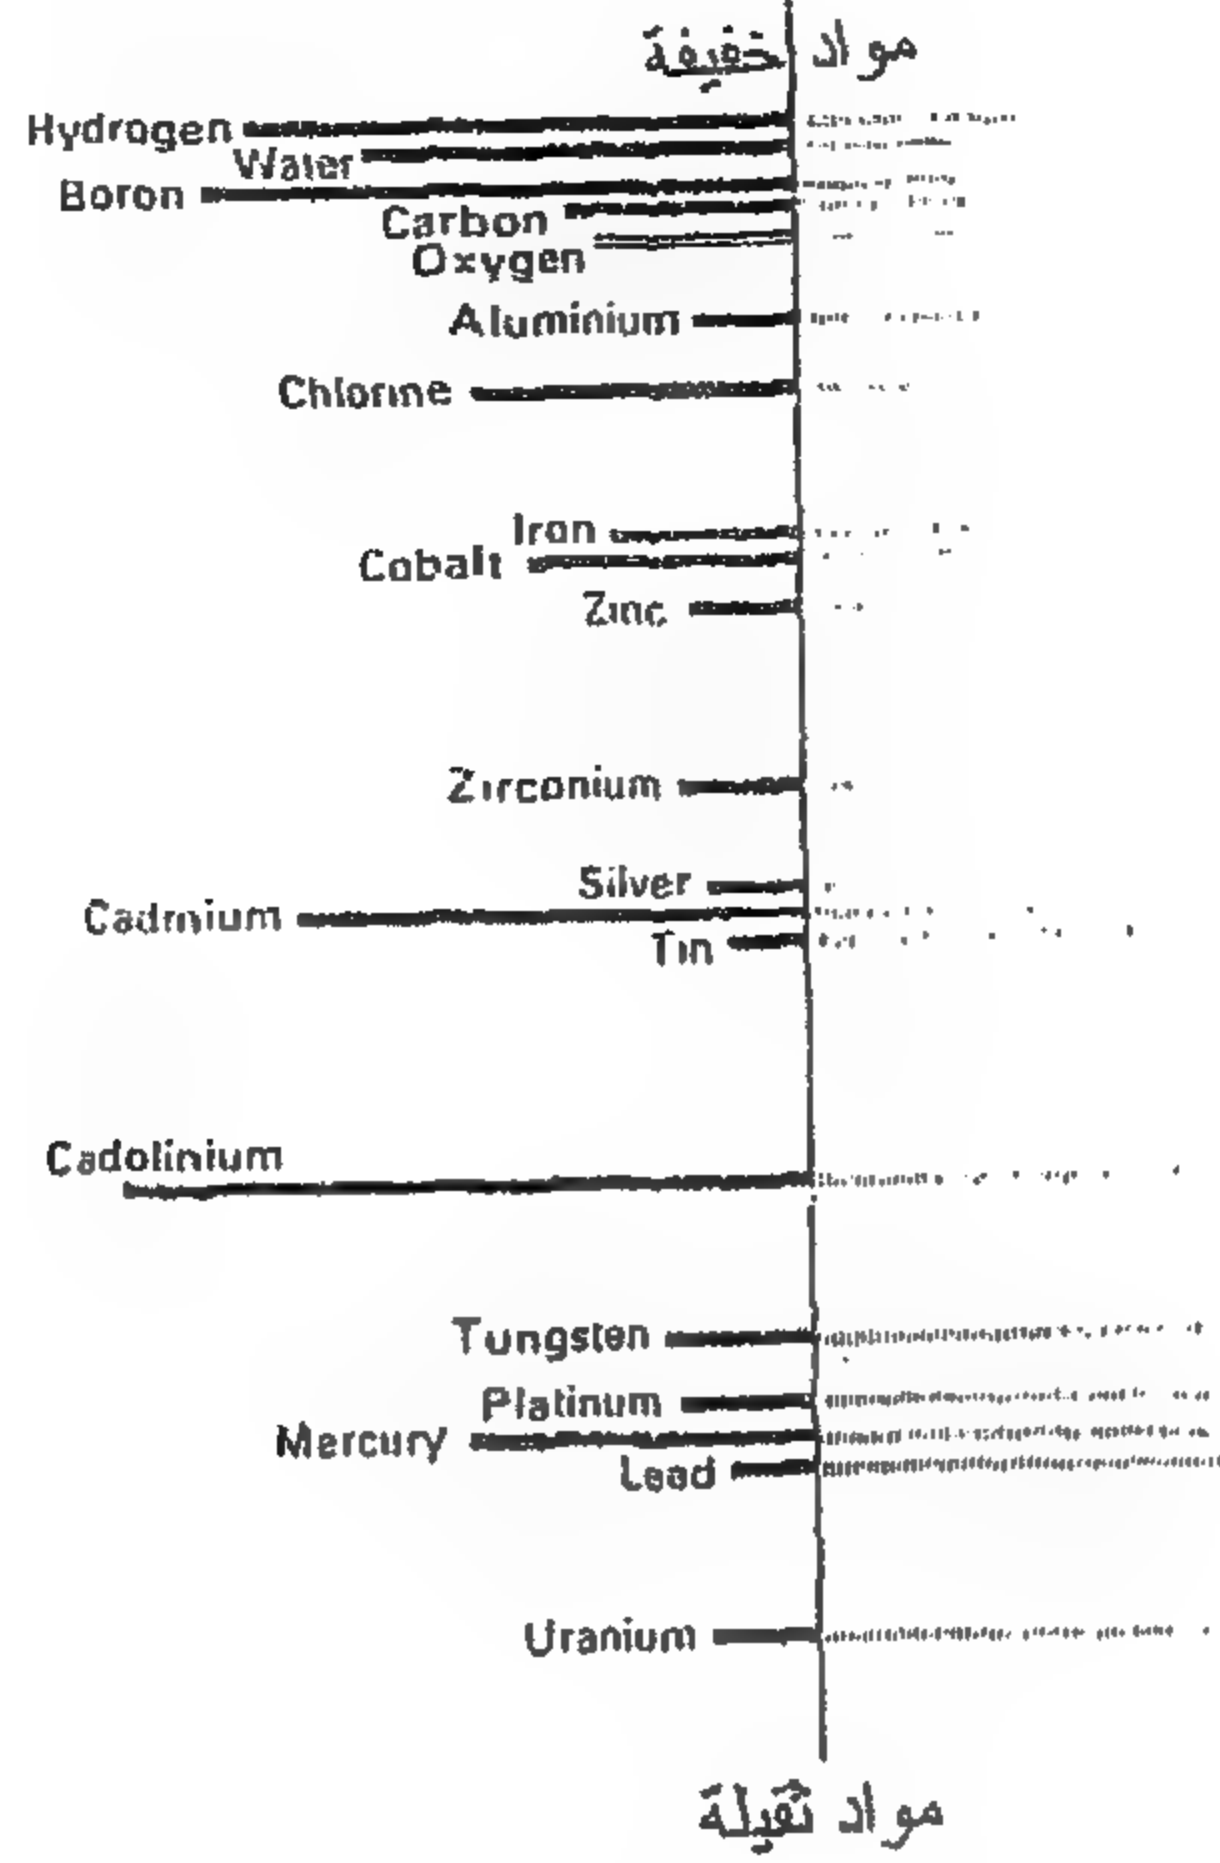 مواد خفيفة
Hydrogen
Water
Boron
Carbon
Oxygen
Aluminium
Chlorine
Iron
Cobalt
Zinc
Zirconium
Silver
Cadmium
Tin
Cadolinium
Tungsten
Platinum
Mercury
Lead
Uranium
مواد ثقيلة